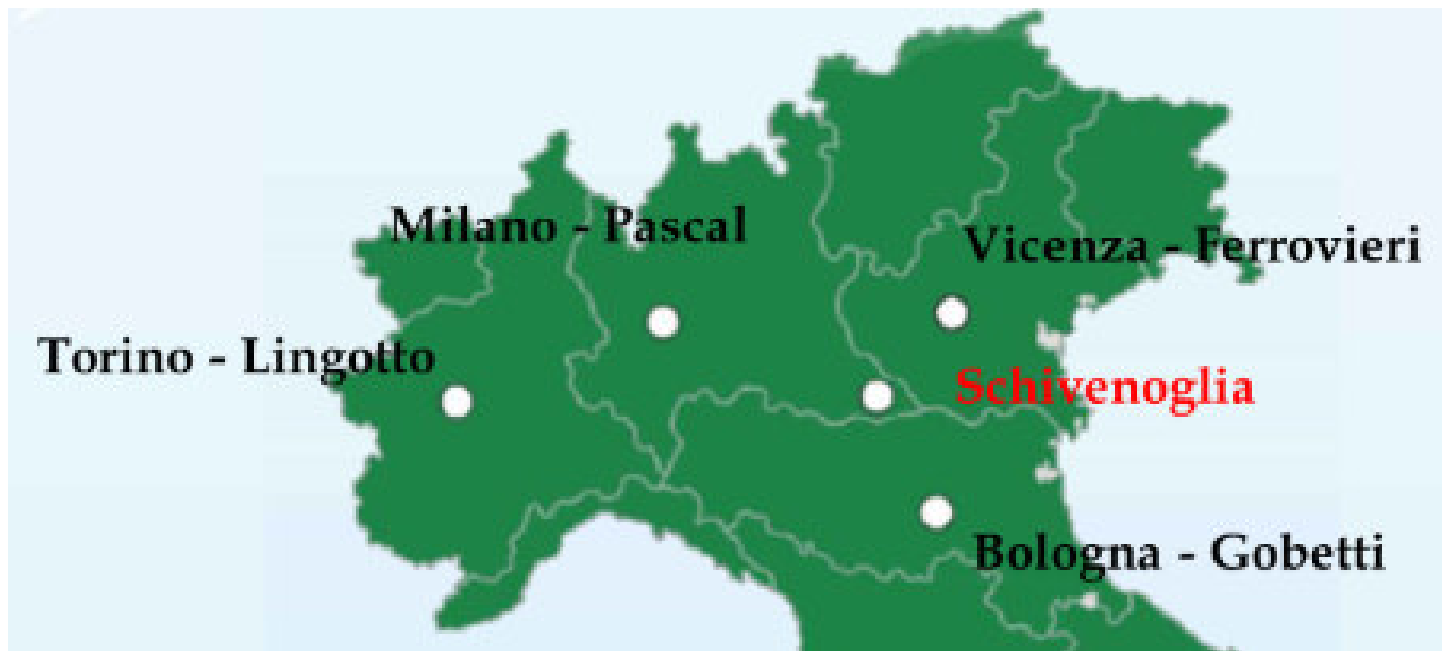 Milano - Pascal
Vicenza - Ferrovieri
Torino - Lingotto
Schivenoglia
Bologna - Gobetti